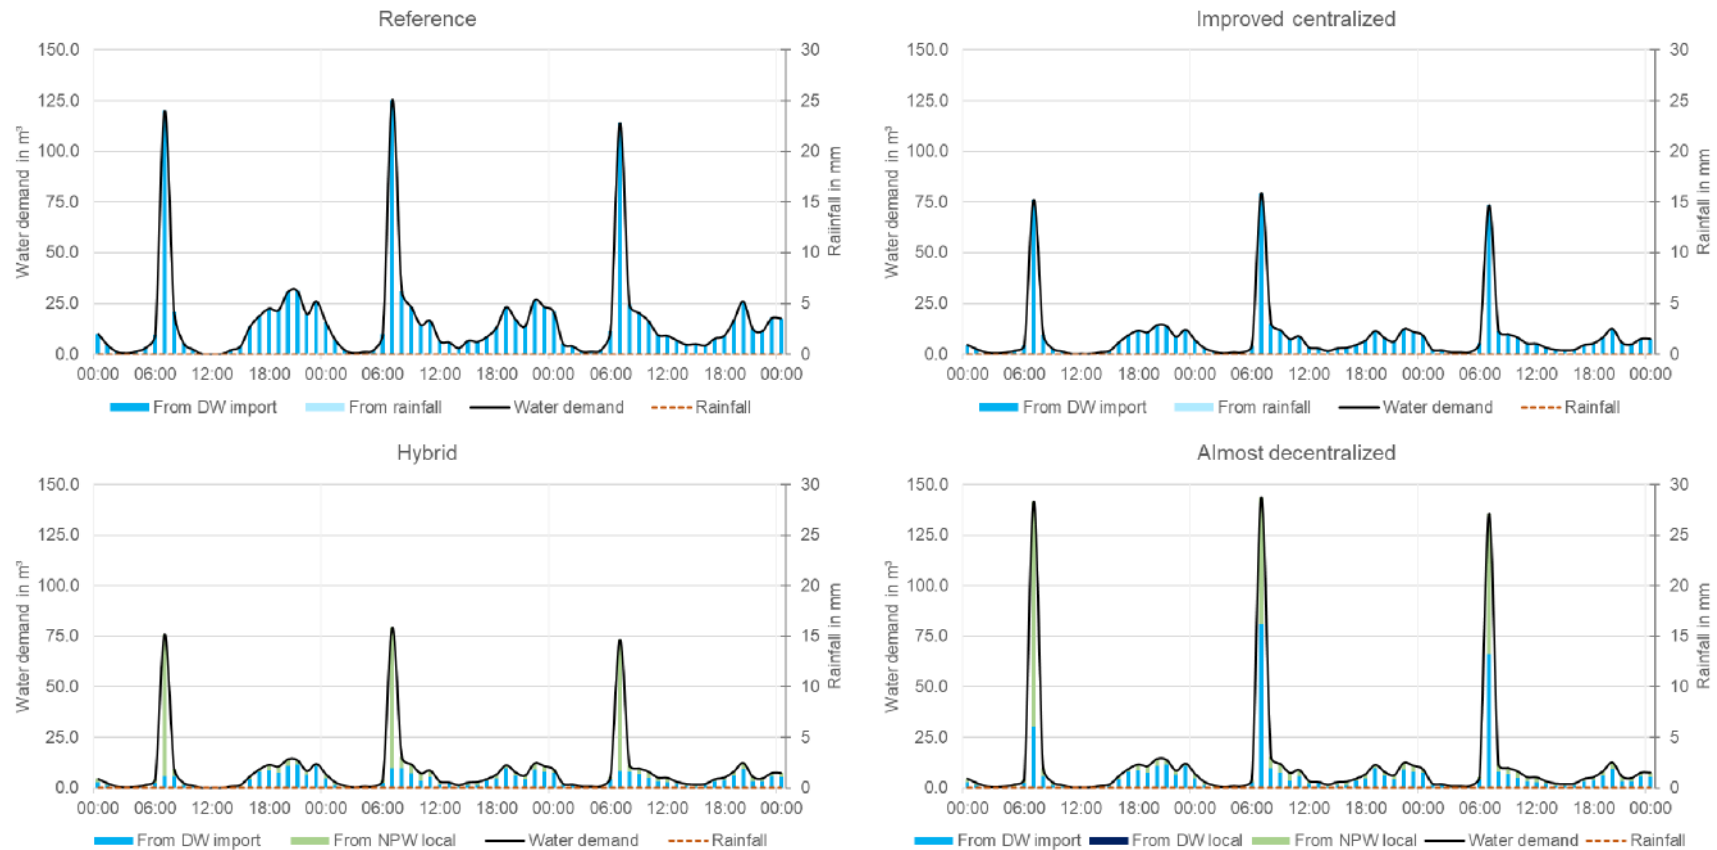 Reference
Water demand in m³
150.0
125.0
100.0
75.0
50.0
25.0
0.0
30
25
20
15
10
5
0
Raiinfall in mm
00:00 06:00 12:00 18:00 00:00 06:00 12:00 18:00 00:00 06:00 12:00 18:00 00:00
From DW import From rainfall Water demand Rainfall
Improved centralized
Water demand in m³
150.0
125.0
100.0
75.0
50.0
25.0
0.0
30
25
20
15
10
5
0
Rainfall in mm
00:00 06:00 12:00 18:00 00:00 06:00 12:00 18:00 00:00 06:00 12:00 18:00 00:00
From DW import From rainfall Water demand Rainfall
Hybrid
Water demand in m³
150.0
125.0
100.0
75.0
50.0
25.0
0.0
30
25
20
15
10
5
0
Rainfall in mm
00:00 06:00 12:00 18:00 00:00 06:00 12:00 18:00 00:00 06:00 12:00 18:00 00:00
From DW import From NPW local Water demand Rainfall
Almost decentralized
Water demand in m³
150.0
125.0
100.0
75.0
50.0
25.0
0.0
30
25
20
15
10
5
0
Rainfall in mm
00:00 06:00 12:00 18:00 00:00 06:00 12:00 18:00 00:00 06:00 12:00 18:00 00:00
From DW import From DW local From NPW local Water demand Rainfall